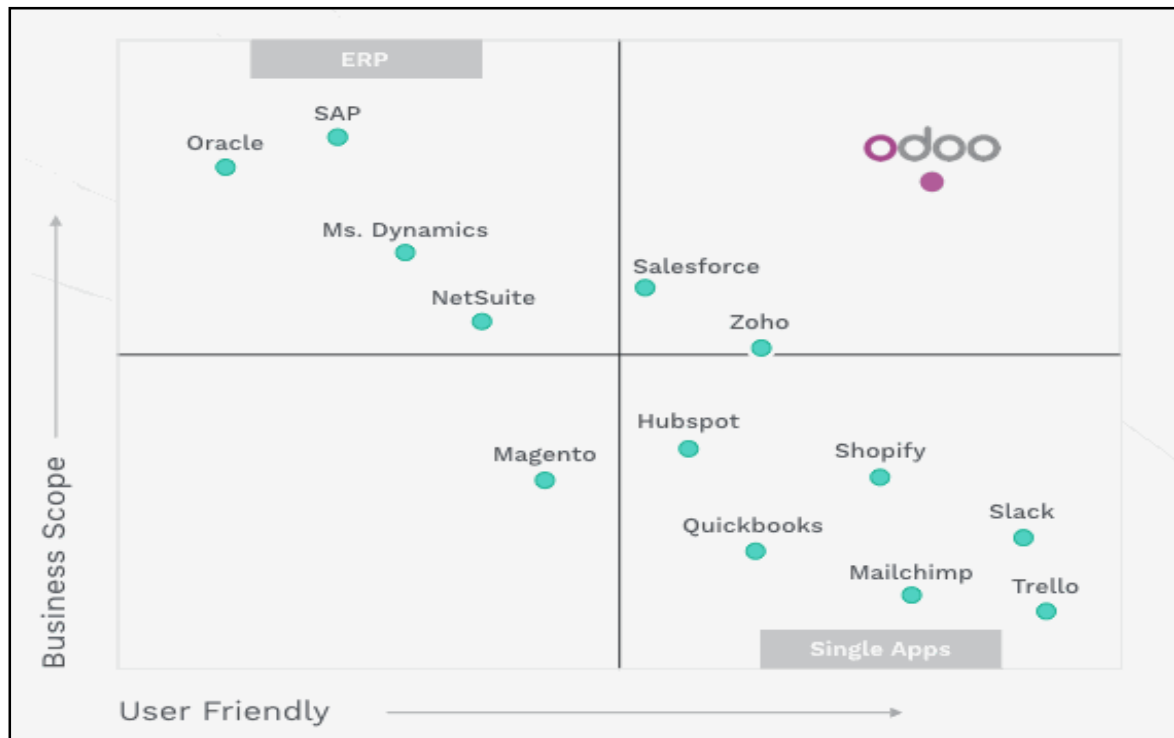 ERP
SAP
Oracle
odoo
Ms. Dynamics
Salesforce
NetSuite
Zoho
Hubspot
Magento
Shopify
Slack
Quickbooks
Mailchimp
Trello
Single Apps
Business Scope
User Friendly